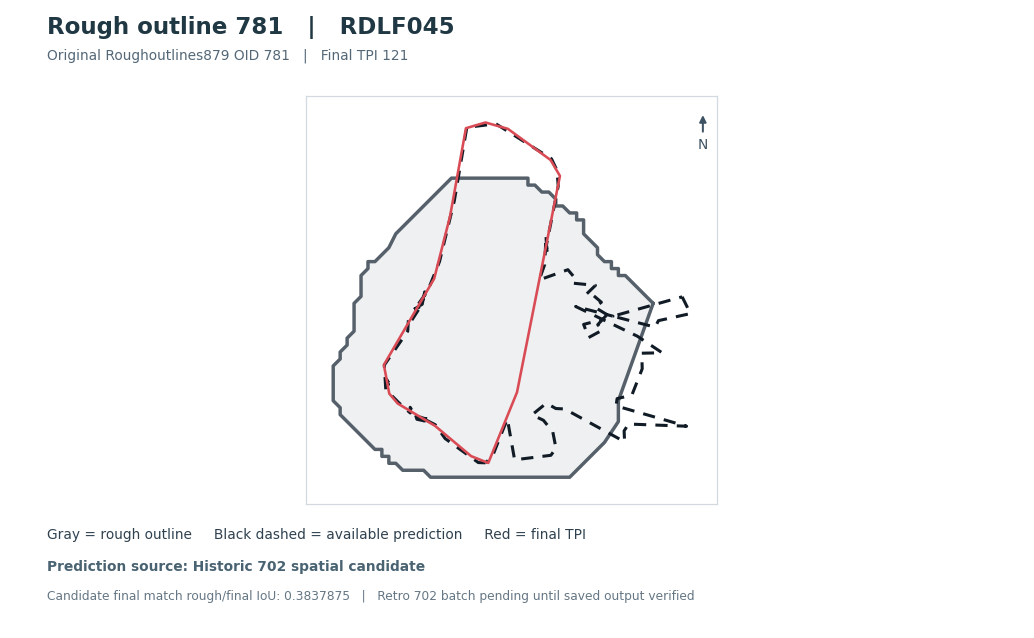 Rough outline 781 | RDLF045
Original Roughoutlines879 OID 781 | Final TPI 121
N
Gray = rough outline Black dashed = available prediction Red = final TPI
Prediction source: Historic 702 spatial candidate
Candidate final match rough/final IoU: 0.3837875 | Retro 702 batch pending until saved output verified